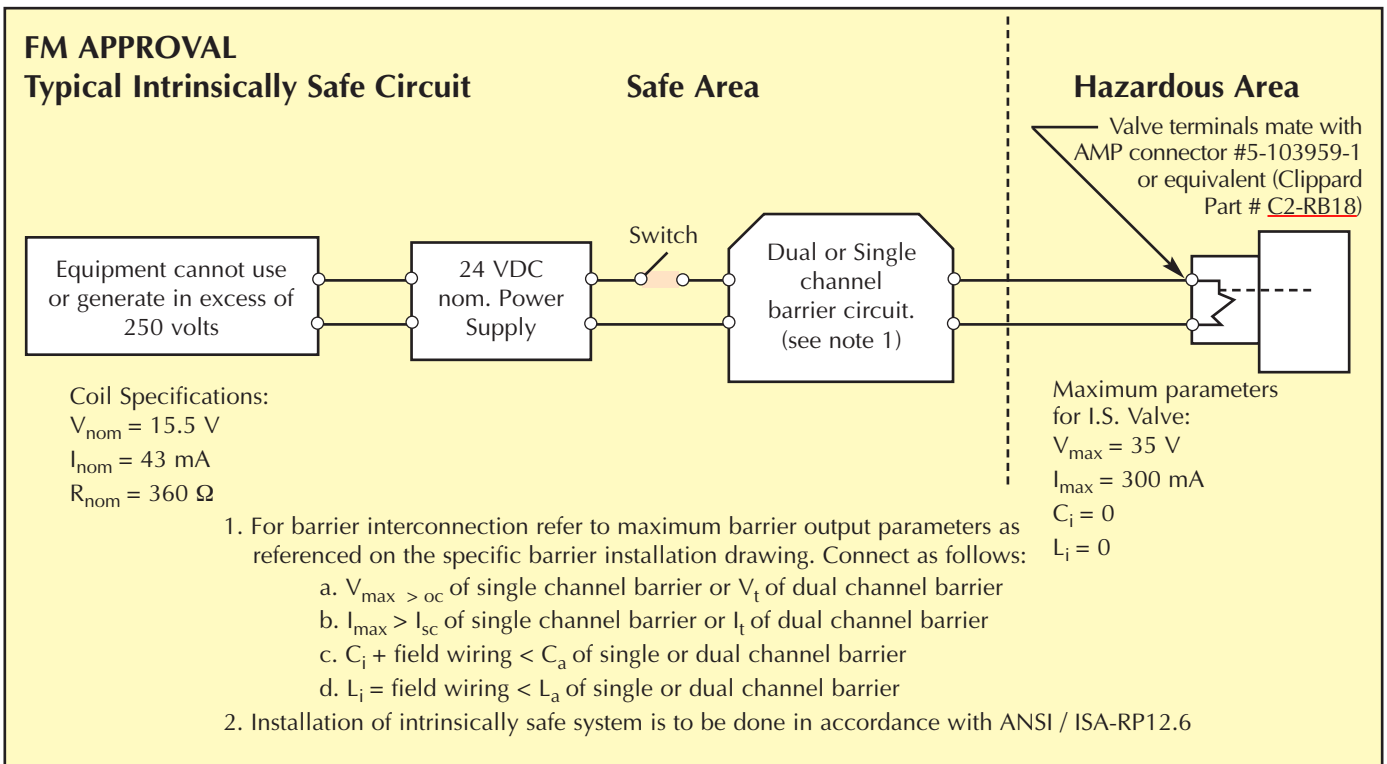 FM APPROVAL
Typical Intrinsically Safe Circuit
Safe Area
Hazardous Area
Valve terminals mate with
AMP connector #5-103959-1
or equivalent (Clippard
Part # C2-RB18)
Equipment cannot use
or generate in excess of
250 volts
24 VDC
nom. Power
Supply
Switch
Dual or Single
channel
barrier circuit.
(see note 1)
Coil Specifications:
Vnom = 15.5 V
Inom = 43 mA
Rnom = 360 Ω
Maximum parameters
for I.S. Valve:
Vmax = 35 V
Imax = 300 mA
Ci = 0
Li = 0
1. For barrier interconnection refer to maximum barrier output parameters as
referenced on the specific barrier installation drawing. Connect as follows:
a. Vmax > oc of single channel barrier or Vt of dual channel barrier
b. Imax > Isc of single channel barrier or It of dual channel barrier
c. Ci + field wiring < Ca of single or dual channel barrier
d. Li = field wiring < La of single or dual channel barrier
2. Installation of intrinsically safe system is to be done in accordance with ANSI / ISA-RP12.6